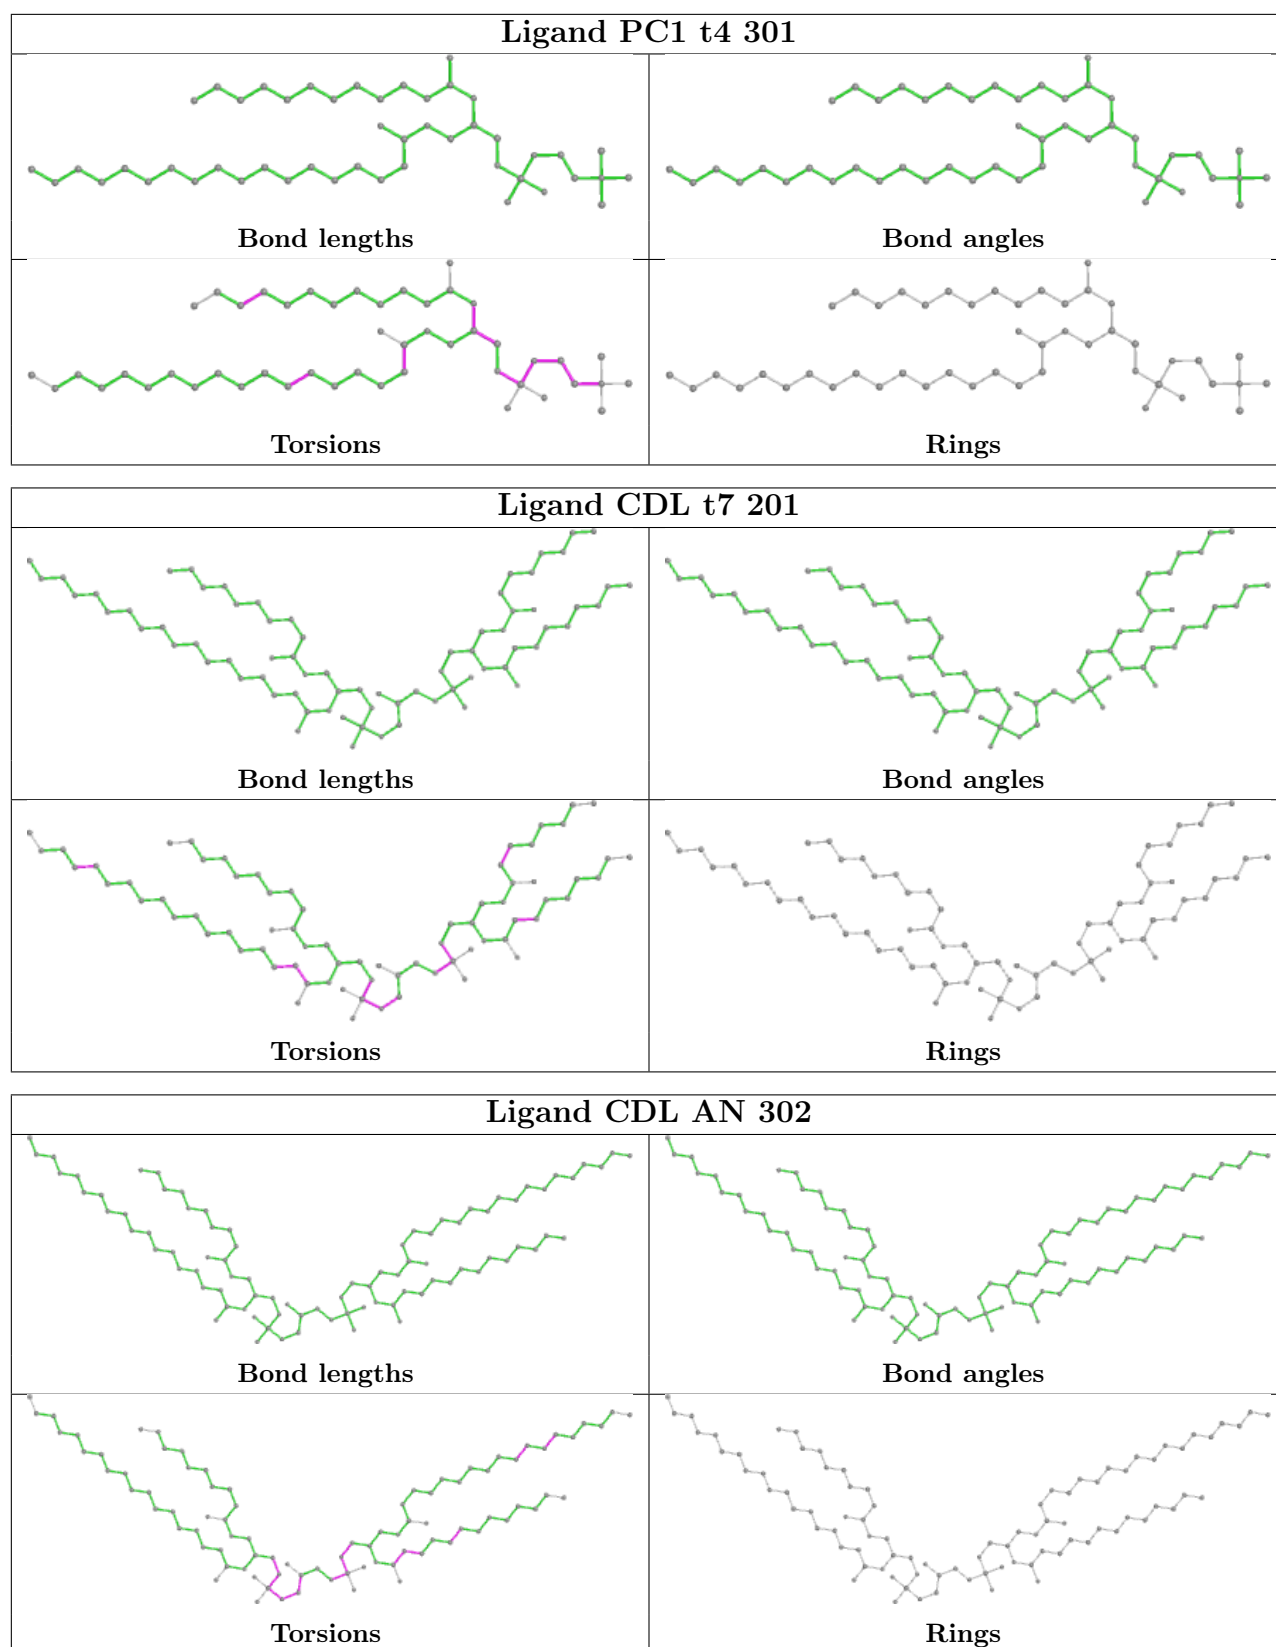 Ligand PC1 t4 301
Bond lengths
Bond angles
Torsions
Rings
Ligand CDL t7 201
Bond lengths
Bond angles
Torsions
Rings
Ligand CDL AN 302
Bond lengths
Bond angles
Torsions
Rings